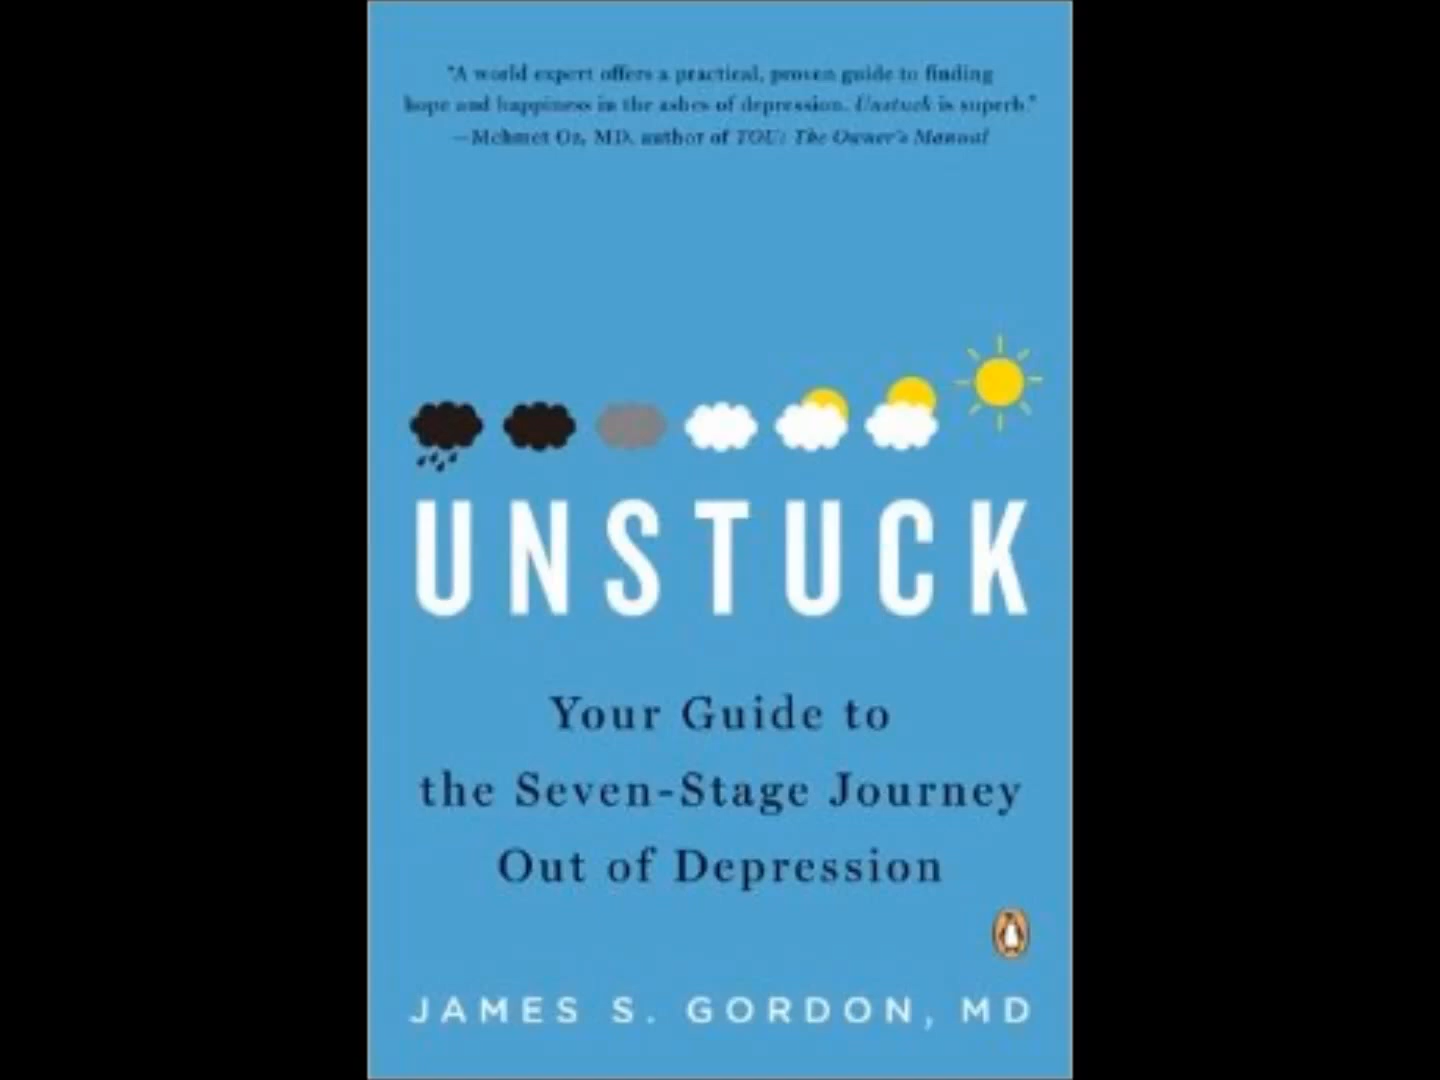 "A world expert offers a practical, proven guide to finding
hope and happiness in the ashes of depression. Unstuck is superb."
—Mehmet Oz, MD, author of YOU: The Owner's Manual
UNSTUCK
Your Guide to
the Seven-Stage Journey
Out of Depression
JAMES S. GORDON, MD